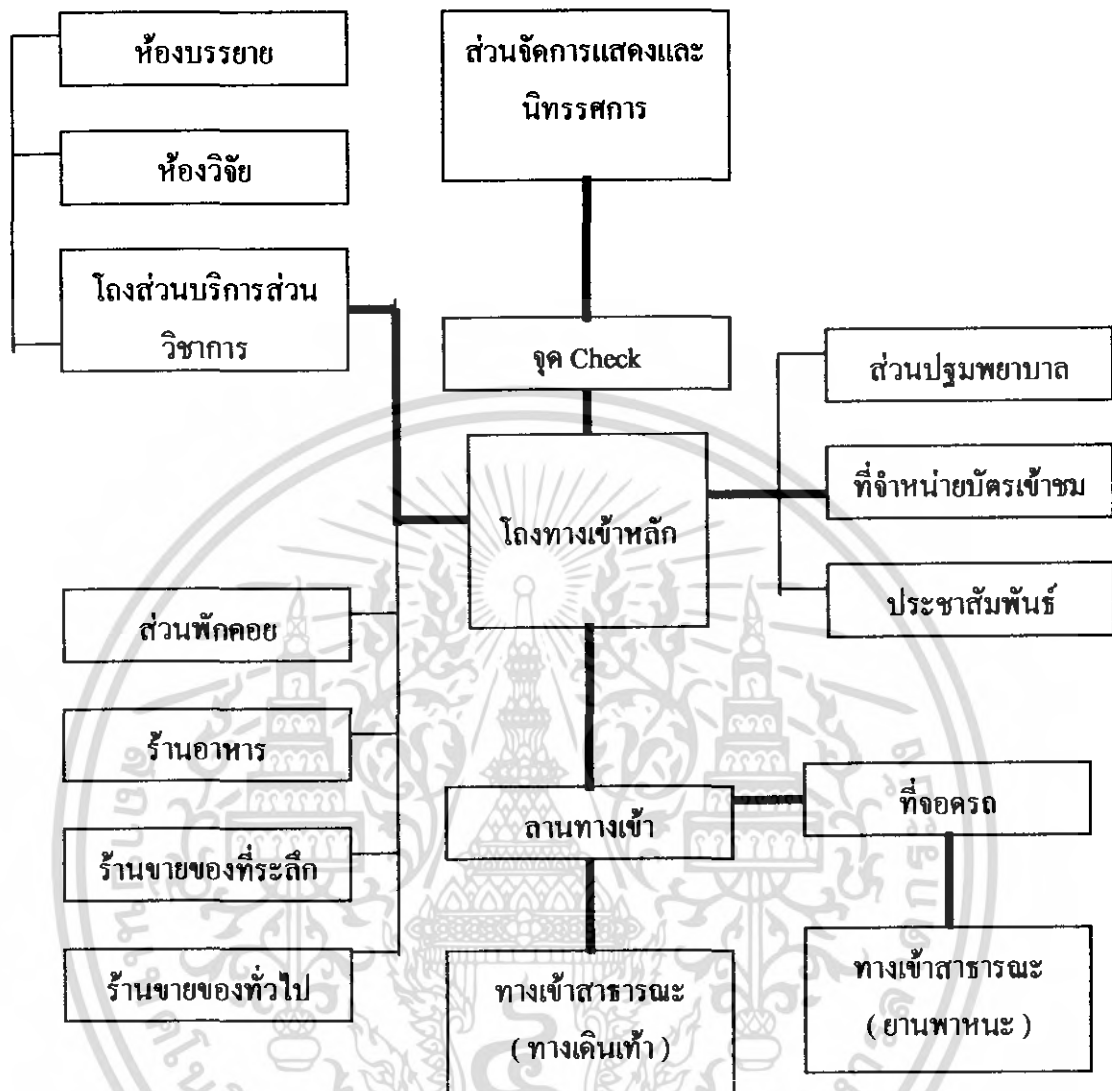 ห้องบรรยาย
ส่วนจัดการแสดงและ
นิทรรศการ
ห้องวิจัย
โถงส่วนบริการส่วน
วิชาการ
จุด Check
ส่วนปฐมพยาบาล
ที่จำหน่ายบัตรเข้าชม
โถงทางเข้าหลัก
ประชาสัมพันธ์
ส่วนพักคอย
ร้านอาหาร
ลานทางเข้า
ที่จอดรถ
ร้านขายของที่ระลึก
ร้านขายของทั่วไป
ทางเข้าสาธารณะ
( ทางเดินเท้า )
ทางเข้าสาธารณะ
( ยานพาหนะ )